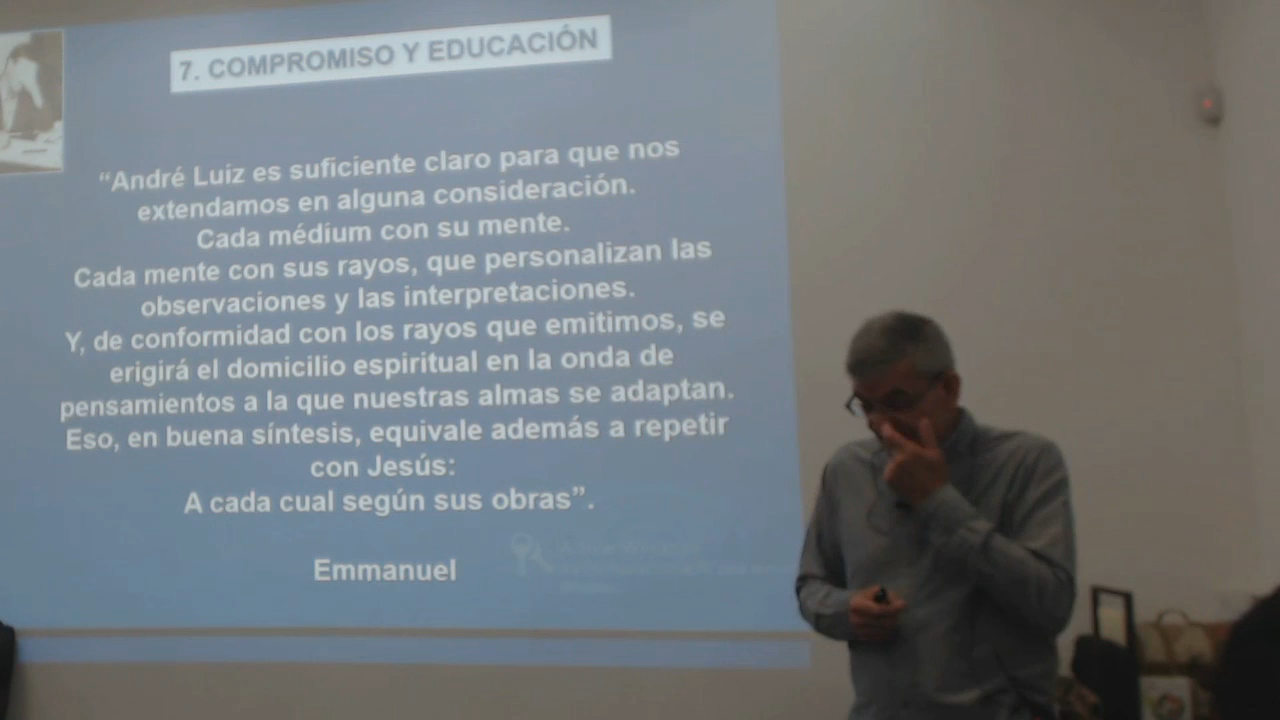 7. COMPROMISO Y EDUCACIÓN
“André Luiz es suficiente claro para que nos
extendamos en alguna consideración.
Cada médium con su mente.
Cada mente con sus rayos, que personalizan las
observaciones y las interpretaciones.
Y, de conformidad con los rayos que emitimos, se
erigirá el domicilio espiritual en la onda de
pensamientos a la que nuestras almas se adaptan.
Eso, en buena síntesis, equivale además a repetir
con Jesús:
A cada cual según sus obras”.
Emmanuel